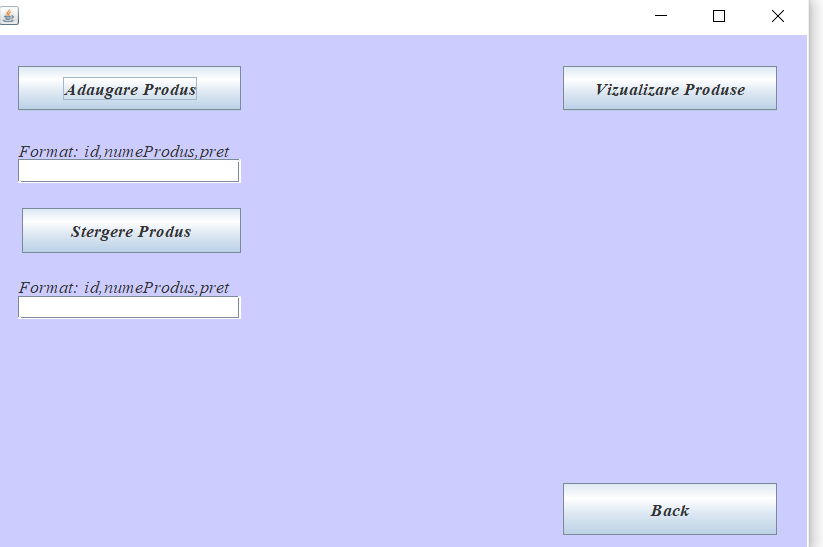 Adaugare Produs
Vizualizare Produse
Format: id,numeProdus,pret
Stergere Produs
Format: id,numeProdus,pret
Back